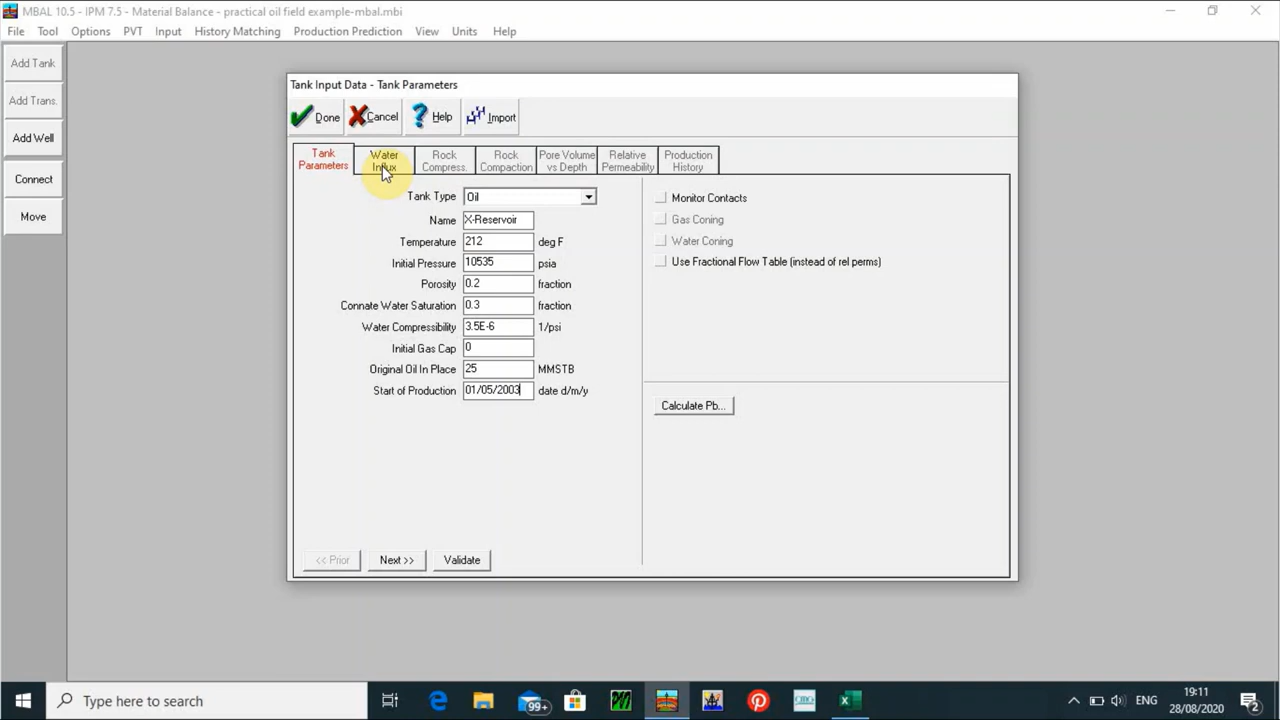 MBAL 10.5 - IPM 7.5 - Material Balance - practical oil field example-mbal.mbi
File Tool Options PVT Input History Matching Production Prediction View Units Help
Add Tank
Add Trans.
Add Well
Connect
Move
Tank Input Data - Tank Parameters
Done Cancel Help Import
Tank Parameters
Water Influx
Rock Compress.
Rock Compaction
Pore Volume vs Depth
Relative Permeability
Production History
Tank Type Oil
Name X-Reservoir
Temperature 212 deg F
Initial Pressure 10535 psia
Porosity 0.2 fraction
Connate Water Saturation 0.3 fraction
Water Compressibility 3.5E-6 1/psi
Initial Gas Cap 0
Original Oil In Place 25 MMSTB
Start of Production 01/05/2003 date d/m/y
Monitor Contacts
Gas Coning
Water Coning
Use Fractional Flow Table (instead of rel perms)
Calculate Pb...
<< Prior Next >> Validate
Type here to search
99+
ENG
19:11
28/08/2020
2